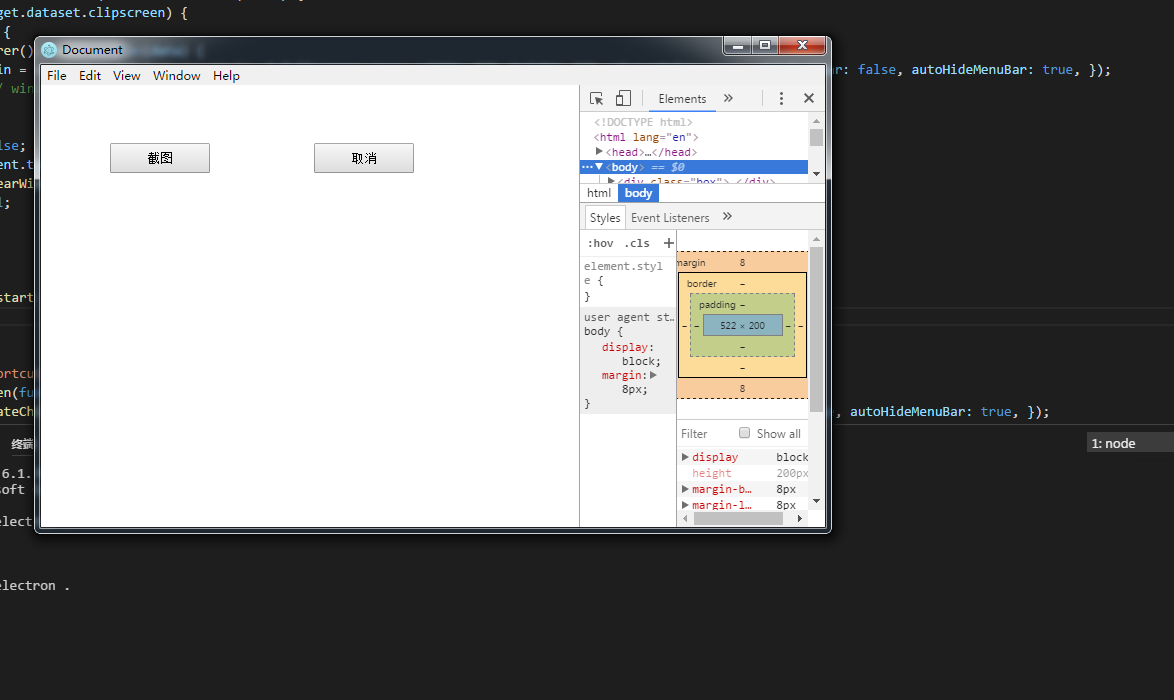 get.dataset.clipscreen) {
{
rer()
Document
in =
r: false, autoHideMenuBar: true, });
File Edit View Window Help
/ win
Elements »
<!DOCTYPE html>
<html lang="en">
▶<head>…</head>
lse;
截图
取消
ent.t
···▼<body> == $0
earWi
▶<div class="box"> </div>
l;
html body
Styles Event Listeners »
:hov .cls +
margin 8
element.style {
}
border –
padding –
user agent st…
body {
display:
block;
margin:▶
8px;
}
– – 522 × 200 – –
–
–
8
start
ortcu
en(fu
ateCh
, autoHideMenuBar: true, });
Filter Show all
▶display block
height 200px
▶margin-b… 8px
▶margin-l… 8px
终端
1: node
6.1.
soft
elect
electron .